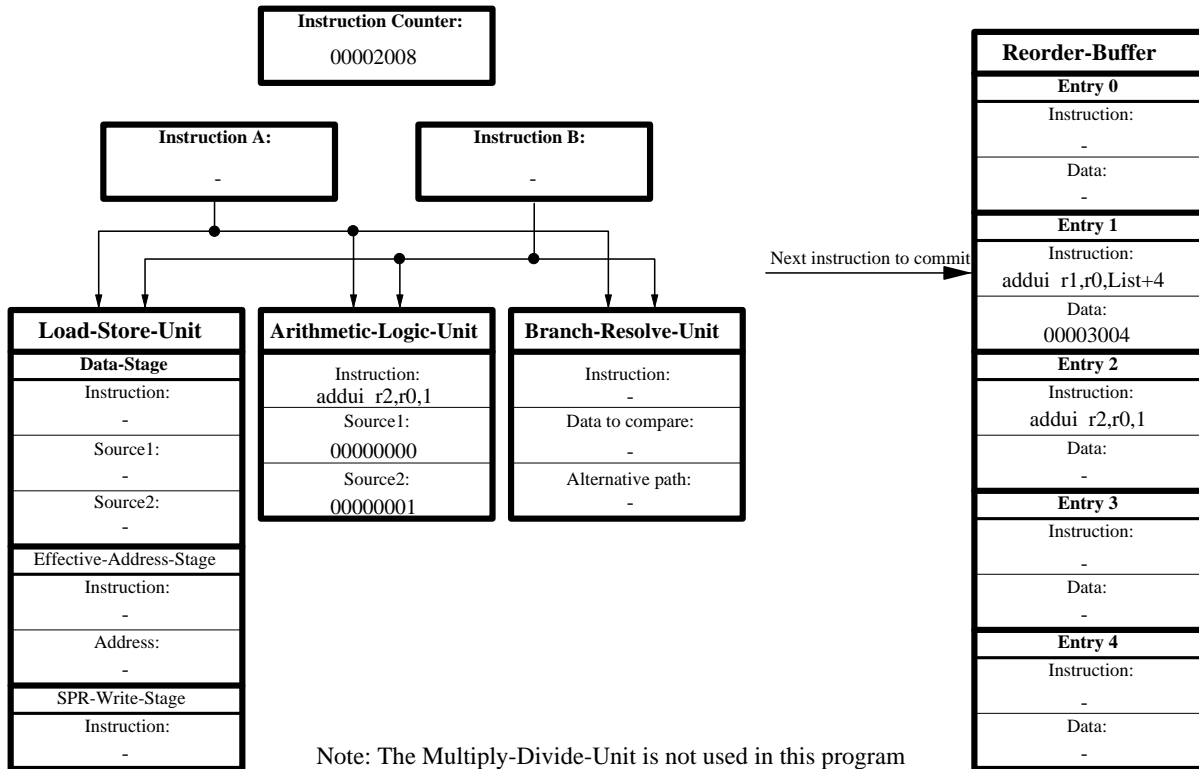 Instruction Counter:
00002008
Instruction A:
-
Instruction B:
-
Load-Store-Unit
Data-Stage
Instruction:
-
Source1:
-
Source2:
-
Effective-Address-Stage
Instruction:
-
Address:
-
SPR-Write-Stage
Instruction:
-
Arithmetic-Logic-Unit
Instruction:
addui r2,r0,1
Source1:
00000000
Source2:
00000001
Branch-Resolve-Unit
Instruction:
-
Data to compare:
-
Alternative path:
-
Note: The Multiply-Divide-Unit is not used in this program
Next instruction to commit
Reorder-Buffer
Entry 0
Instruction:
-
Data:
-
Entry 1
Instruction:
addui r1,r0,List+4
Data:
00003004
Entry 2
Instruction:
addui r2,r0,1
Data:
-
Entry 3
Instruction:
-
Data:
-
Entry 4
Instruction:
-
Data:
-